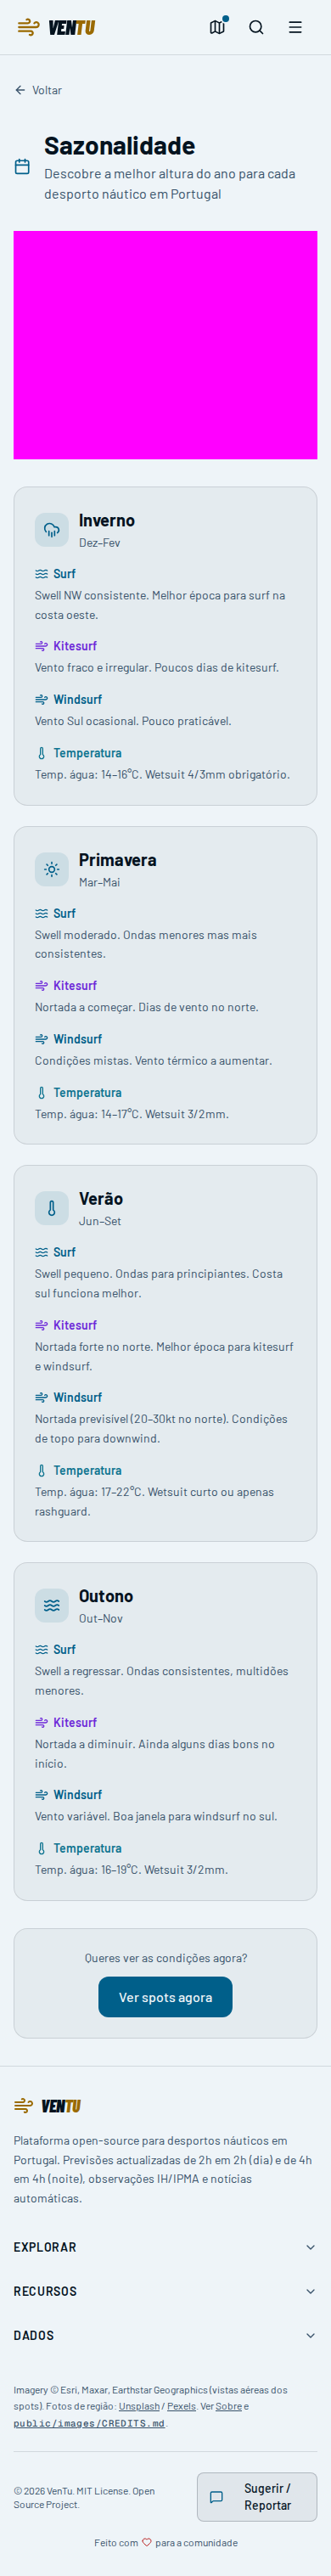 VENTU
Voltar
Sazonalidade
Descobre a melhor altura do ano para cada
desporto náutico em Portugal
Inverno
Dez–Fev
Surf
Swell NW consistente. Melhor época para surf na
costa oeste.
Kitesurf
Vento fraco e irregular. Poucos dias de kitesurf.
Windsurf
Vento Sul ocasional. Pouco praticável.
Temperatura
Temp. água: 14–16°C. Wetsuit 4/3mm obrigatório.
Primavera
Mar–Mai
Surf
Swell moderado. Ondas menores mas mais
consistentes.
Kitesurf
Nortada a começar. Dias de vento no norte.
Windsurf
Condições mistas. Vento térmico a aumentar.
Temperatura
Temp. água: 14–17°C. Wetsuit 3/2mm.
Verão
Jun–Set
Surf
Swell pequeno. Ondas para principiantes. Costa
sul funciona melhor.
Kitesurf
Nortada forte no norte. Melhor época para kitesurf
e windsurf.
Windsurf
Nortada previsível (20–30kt no norte). Condições
de topo para downwind.
Temperatura
Temp. água: 17–22°C. Wetsuit curto ou apenas
rashguard.
Outono
Out–Nov
Surf
Swell a regressar. Ondas consistentes, multidões
menores.
Kitesurf
Nortada a diminuir. Ainda alguns dias bons no
início.
Windsurf
Vento variável. Boa janela para windsurf no sul.
Temperatura
Temp. água: 16–19°C. Wetsuit 3/2mm.
Queres ver as condições agora?
Ver spots agora
VENTU
Plataforma open-source para desportos náuticos em
Portugal. Previsões actualizadas de 2h em 2h (dia) e de 4h
em 4h (noite), observações IH/IPMA e notícias
automáticas.
EXPLORAR
RECURSOS
DADOS
Imagery © Esri, Maxar, Earthstar Geographics (vistas aéreas dos
spots). Fotos de região: Unsplash / Pexels. Ver Sobre e
public/images/CREDITS.md.
© 2026 VenTu. MIT License. Open
Source Project.
Sugerir /
Reportar
Feito com para a comunidade